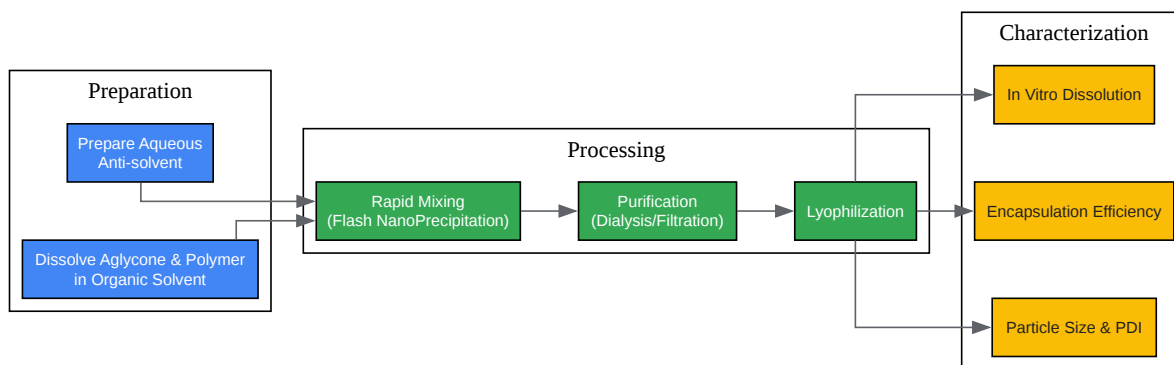 Preparation
Prepare Aqueous
Anti-solvent
Dissolve Aglycone & Polymer
in Organic Solvent
Processing
Rapid Mixing
(Flash NanoPrecipitation)
Purification
(Dialysis/Filtration)
Lyophilization
Characterization
In Vitro Dissolution
Encapsulation Efficiency
Particle Size & PDI